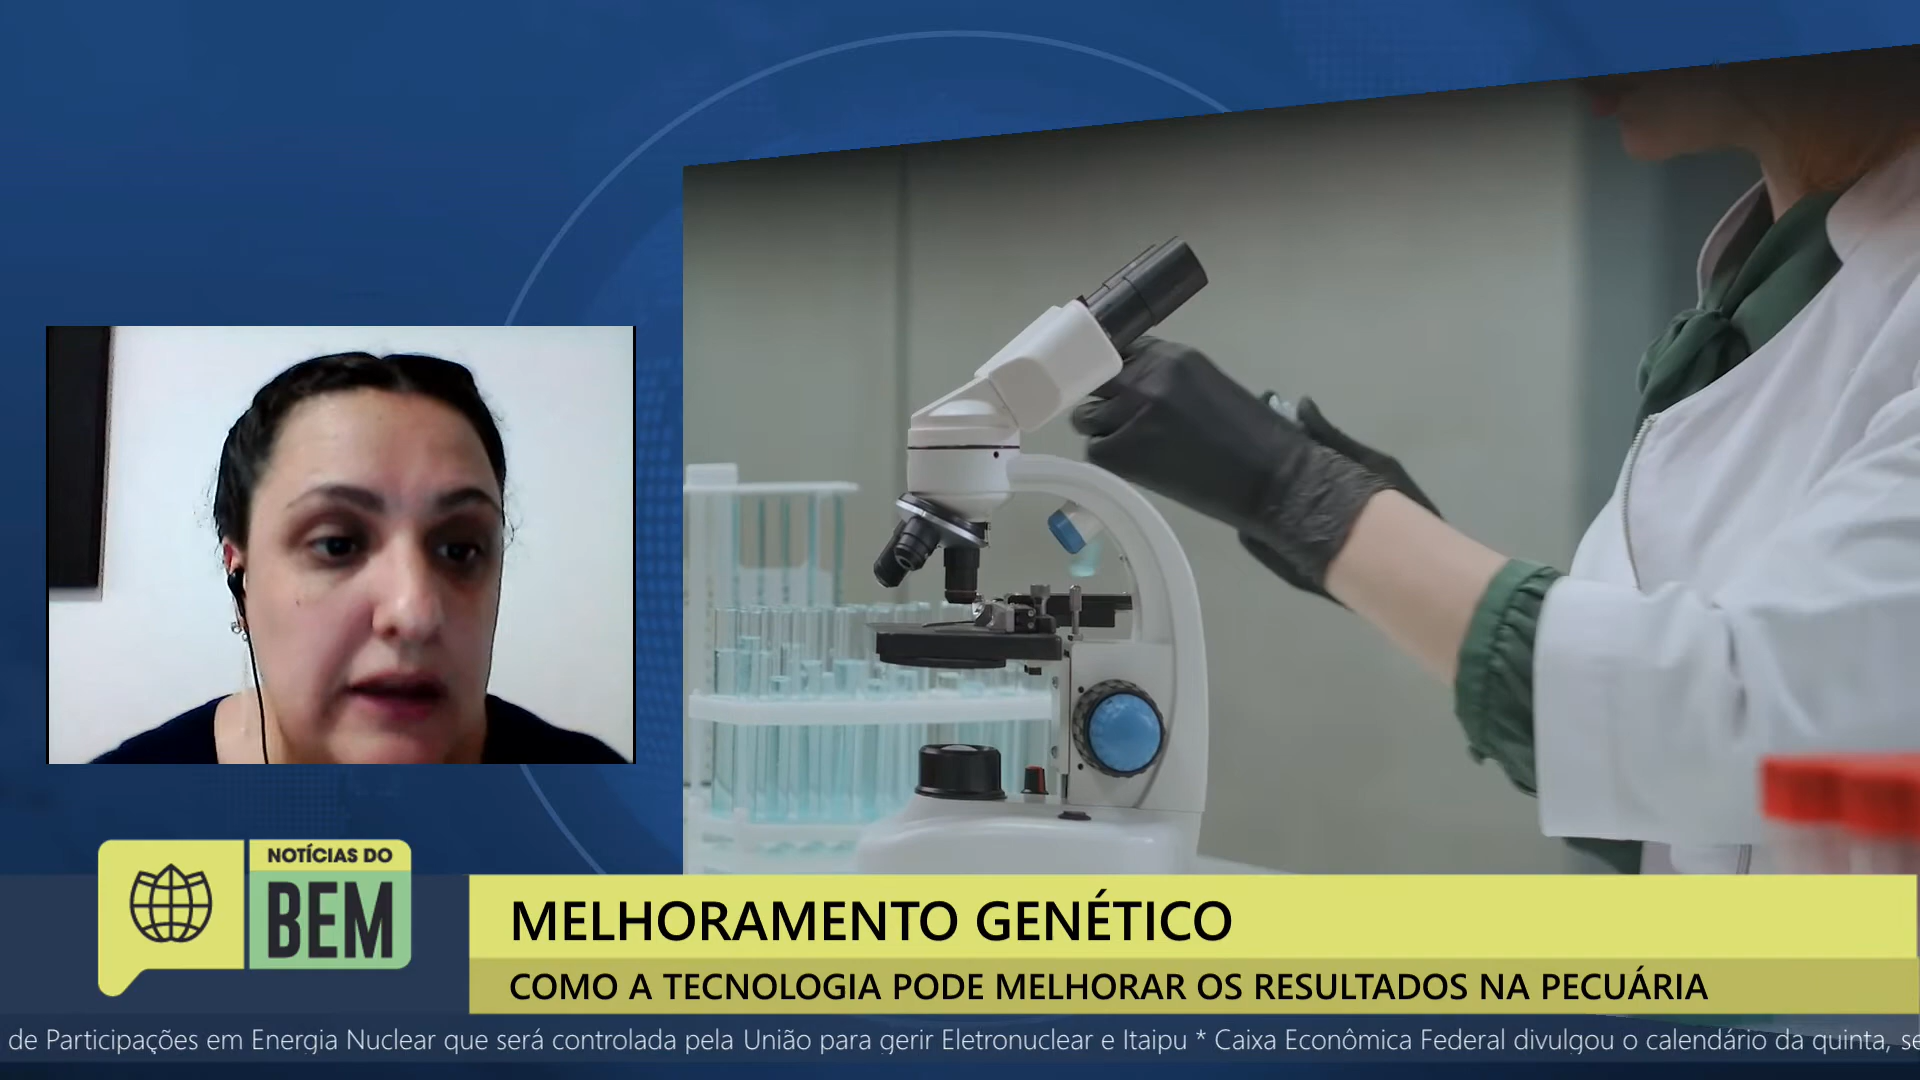 NOTÍCIAS DO
BEM
MELHORAMENTO GENÉTICO
COMO A TECNOLOGIA PODE MELHORAR OS RESULTADOS NA PECUÁRIA
de Participações em Energia Nuclear que será controlada pela União para gerir Eletronuclear e Itaipu * Caixa Econômica Federal divulgou o calendário da quinta, se